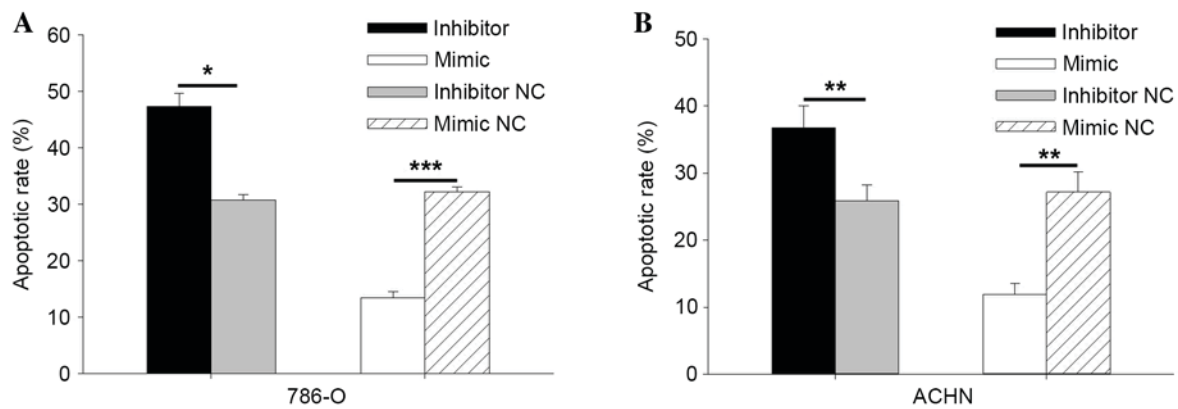 A
60
50
40
30
20
10
0
Apoptotic rate (%)
Inhibitor
Mimic
Inhibitor NC
Mimic NC
*
***
786-O
B
50
40
30
20
10
0
Apoptotic rate (%)
Inhibitor
Mimic
Inhibitor NC
Mimic NC
**
**
ACHN